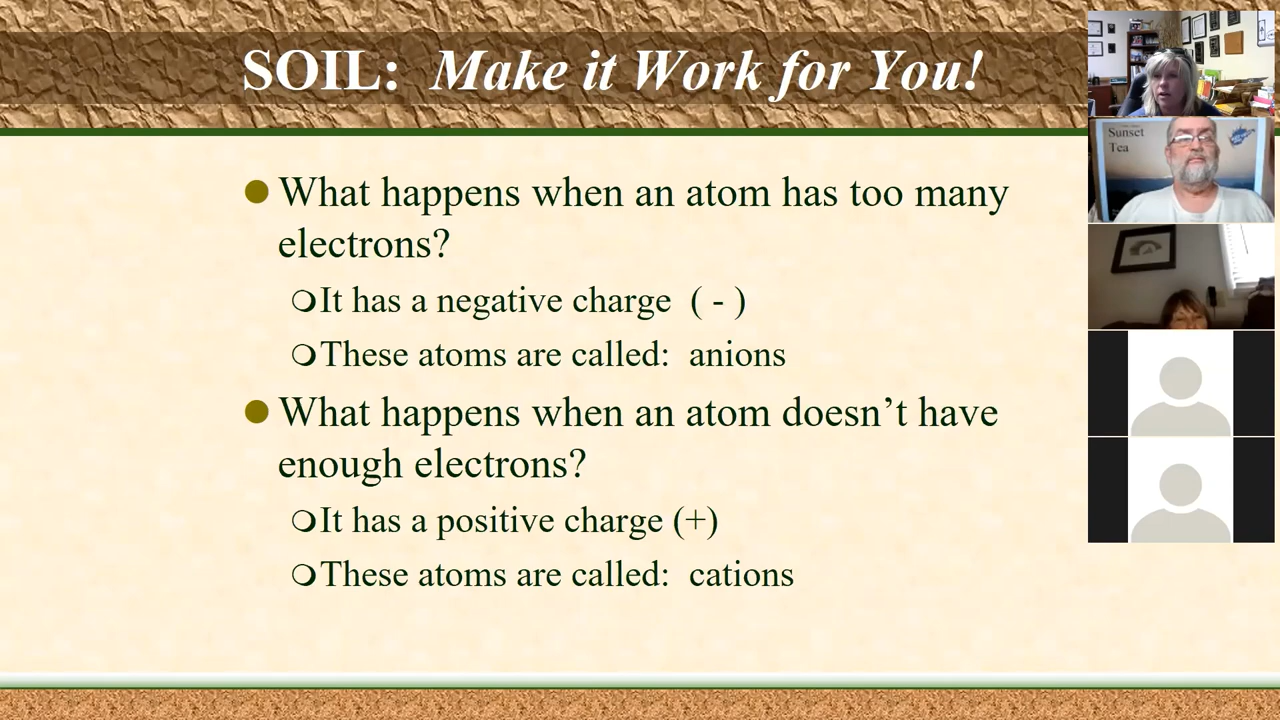 SOIL: Make it Work for You!
What happens when an atom has too many
electrons?
It has a negative charge ( - )
These atoms are called: anions
What happens when an atom doesn’t have
enough electrons?
It has a positive charge (+)
These atoms are called: cations
Sunset
Tea